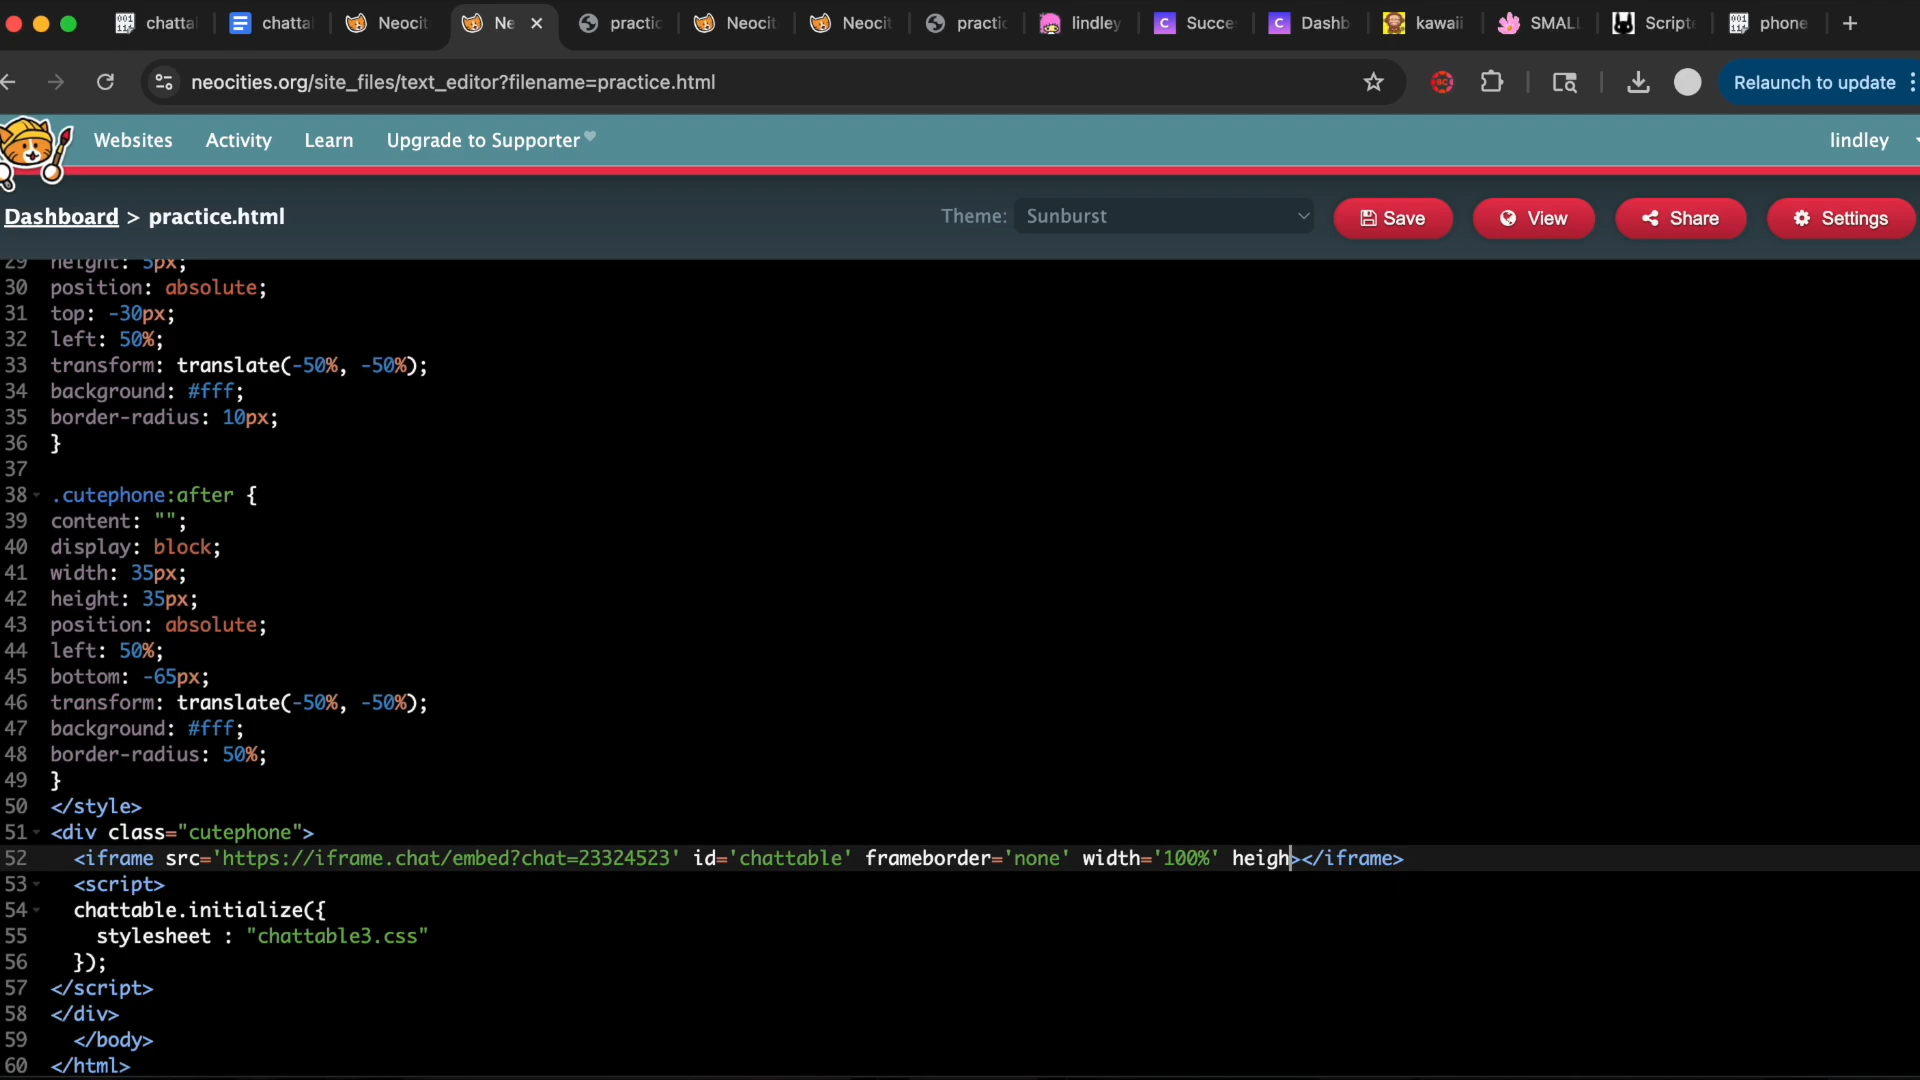 chatta
chatta
Neocit
Ne
practic
Neocit
Neocit
practic
lindley
C Succe
C Dashb
kawaii
SMALL
Scripte
phone
neocities.org/site_files/text_editor?filename=practice.html
Relaunch to update
Websites Activity Learn Upgrade to Supporter lindley
Dashboard > practice.html Theme: Sunburst Save View Share Settings
29 height: 5px;
30 position: absolute;
31 top: -30px;
32 left: 50%;
33 transform: translate(-50%, -50%);
34 background: #fff;
35 border-radius: 10px;
36 }
37
38 .cutephone:after {
39 content: "";
40 display: block;
41 width: 35px;
42 height: 35px;
43 position: absolute;
44 left: 50%;
45 bottom: -65px;
46 transform: translate(-50%, -50%);
47 background: #fff;
48 border-radius: 50%;
49 }
50 </style>
51 <div class="cutephone">
52 <iframe src='https://iframe.chat/embed?chat=23324523' id='chattable' frameborder='none' width='100%' heigh></iframe>
53 <script>
54 chattable.initialize({
55 stylesheet : "chattable3.css"
56 });
57 </script>
58 </div>
59 </body>
60 </html>